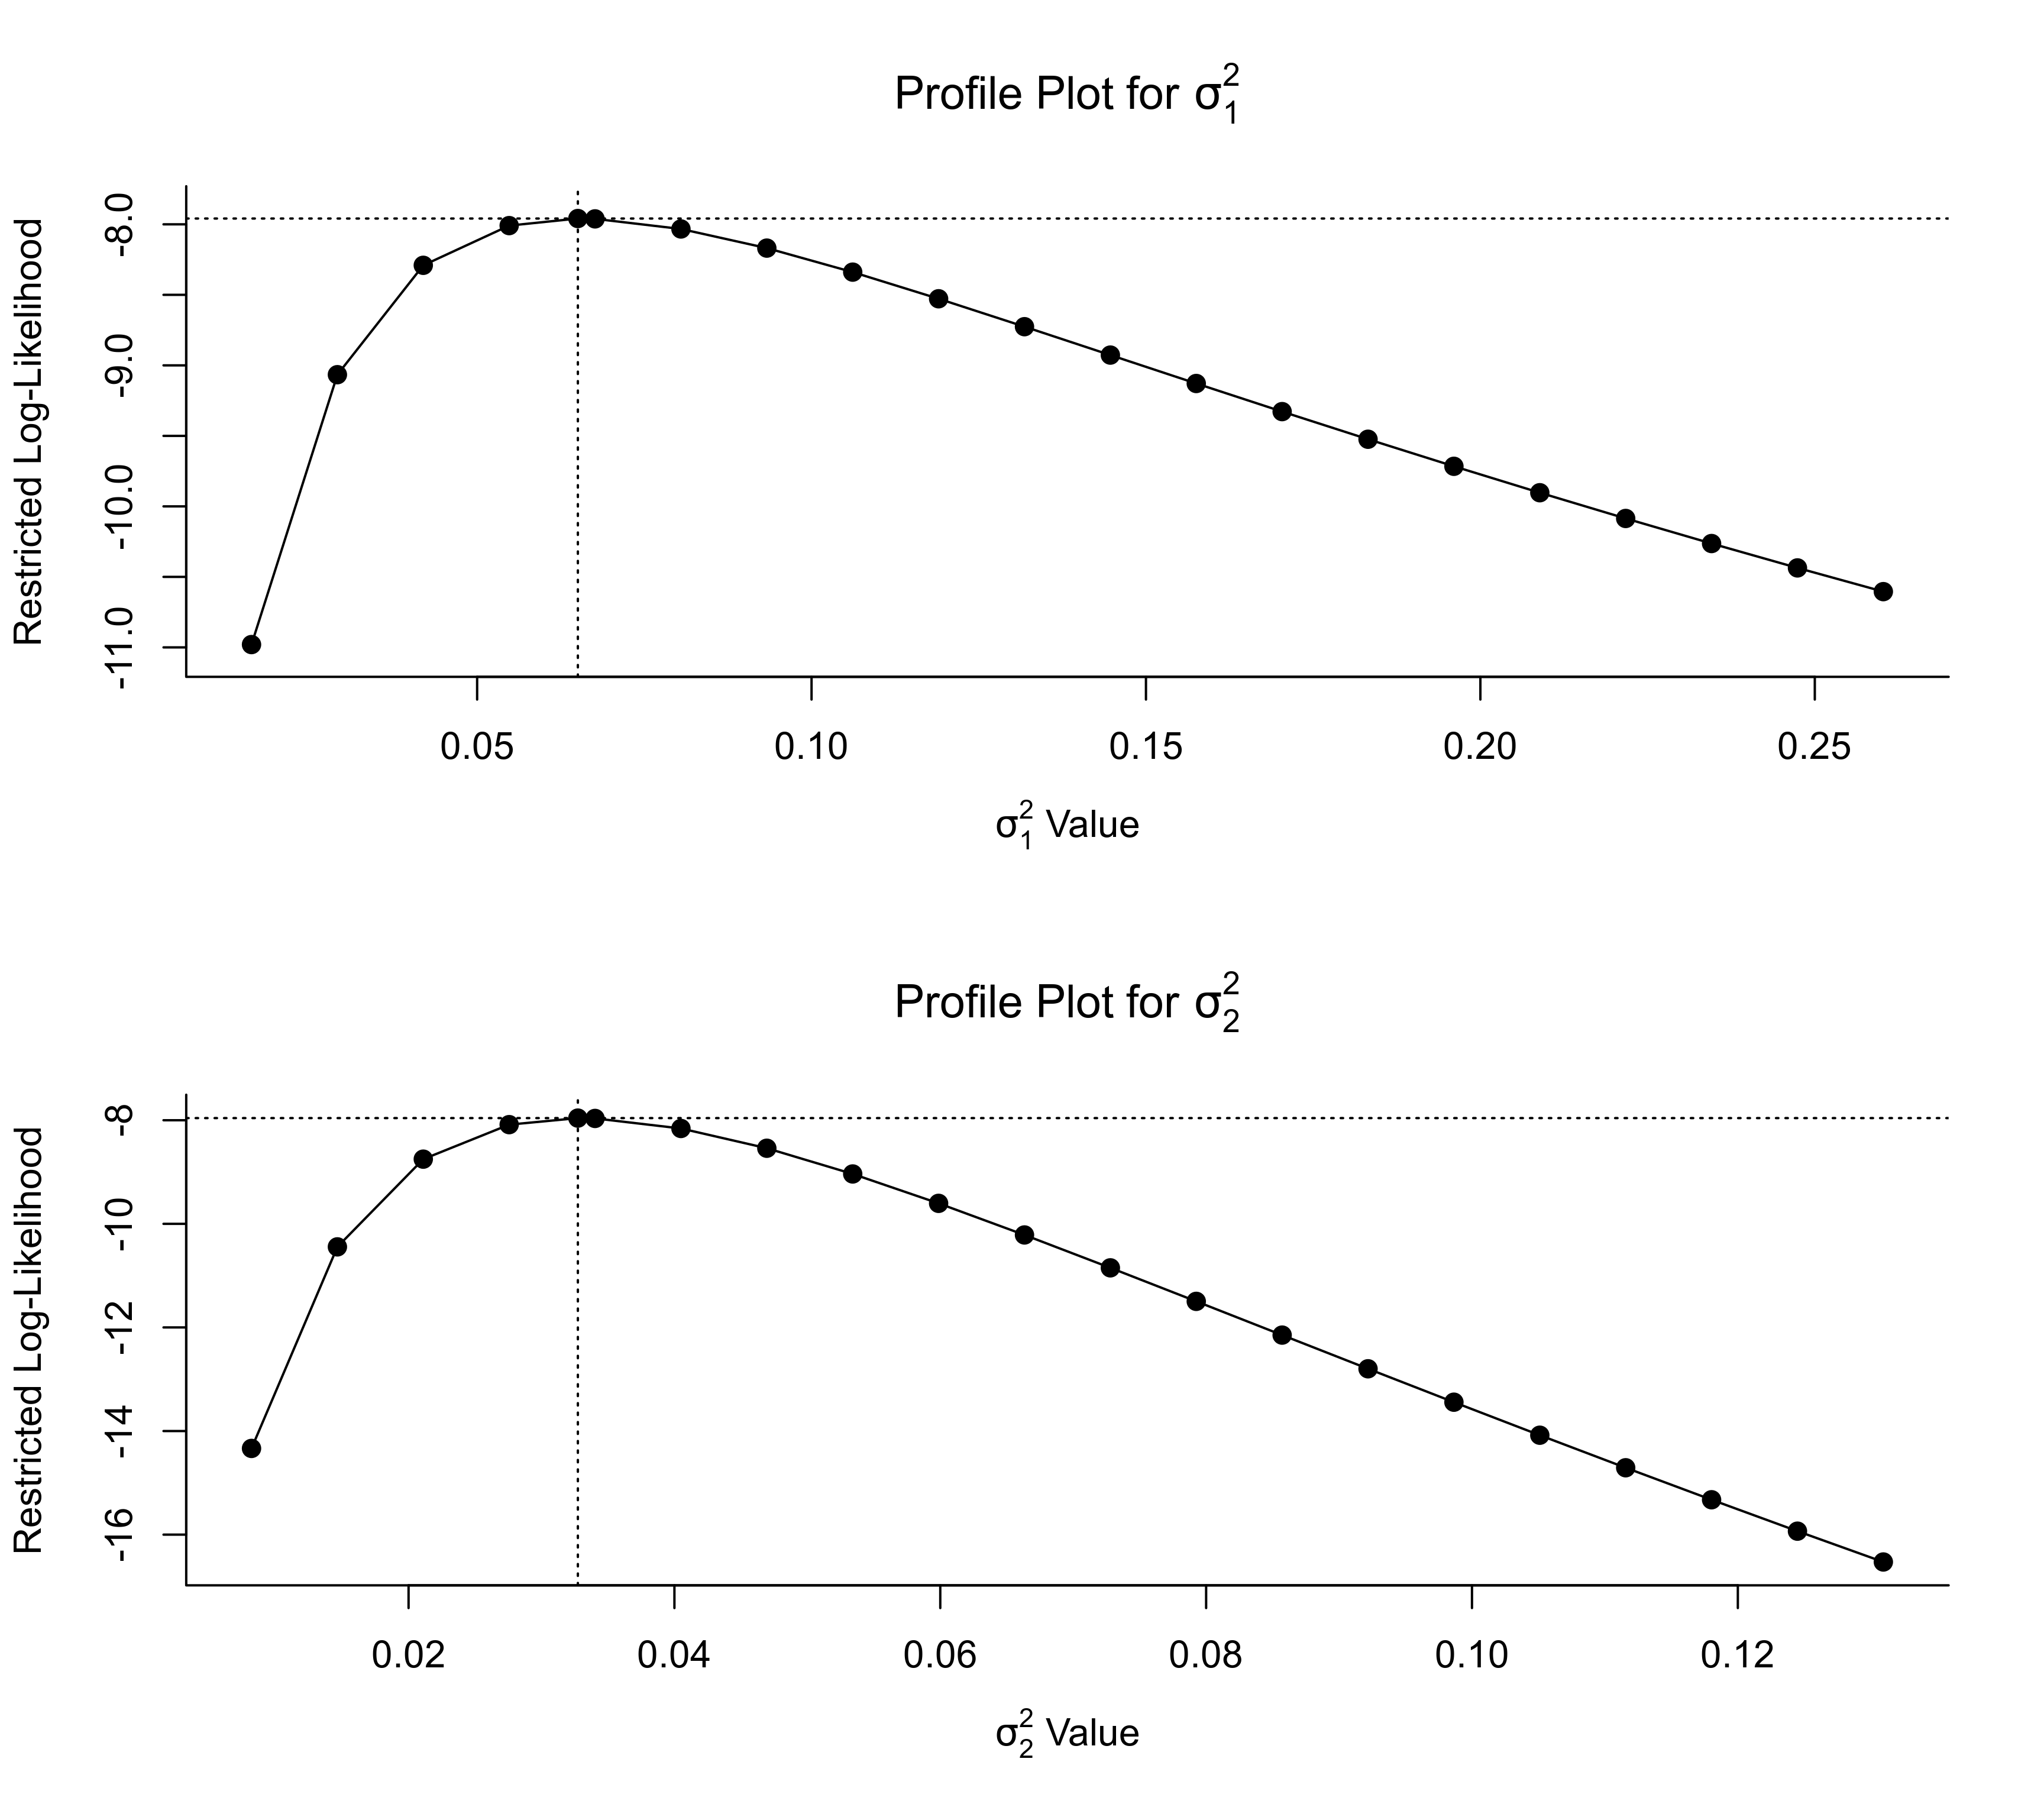 Profile Plot for σ₁²
Restricted Log-Likelihood
-8.0
-9.0
-10.0
-11.0
0.05 0.10 0.15 0.20 0.25
σ₁² Value
Profile Plot for σ₂²
Restricted Log-Likelihood
-8
-10
-12
-14
-16
0.02 0.04 0.06 0.08 0.10 0.12
σ₂² Value